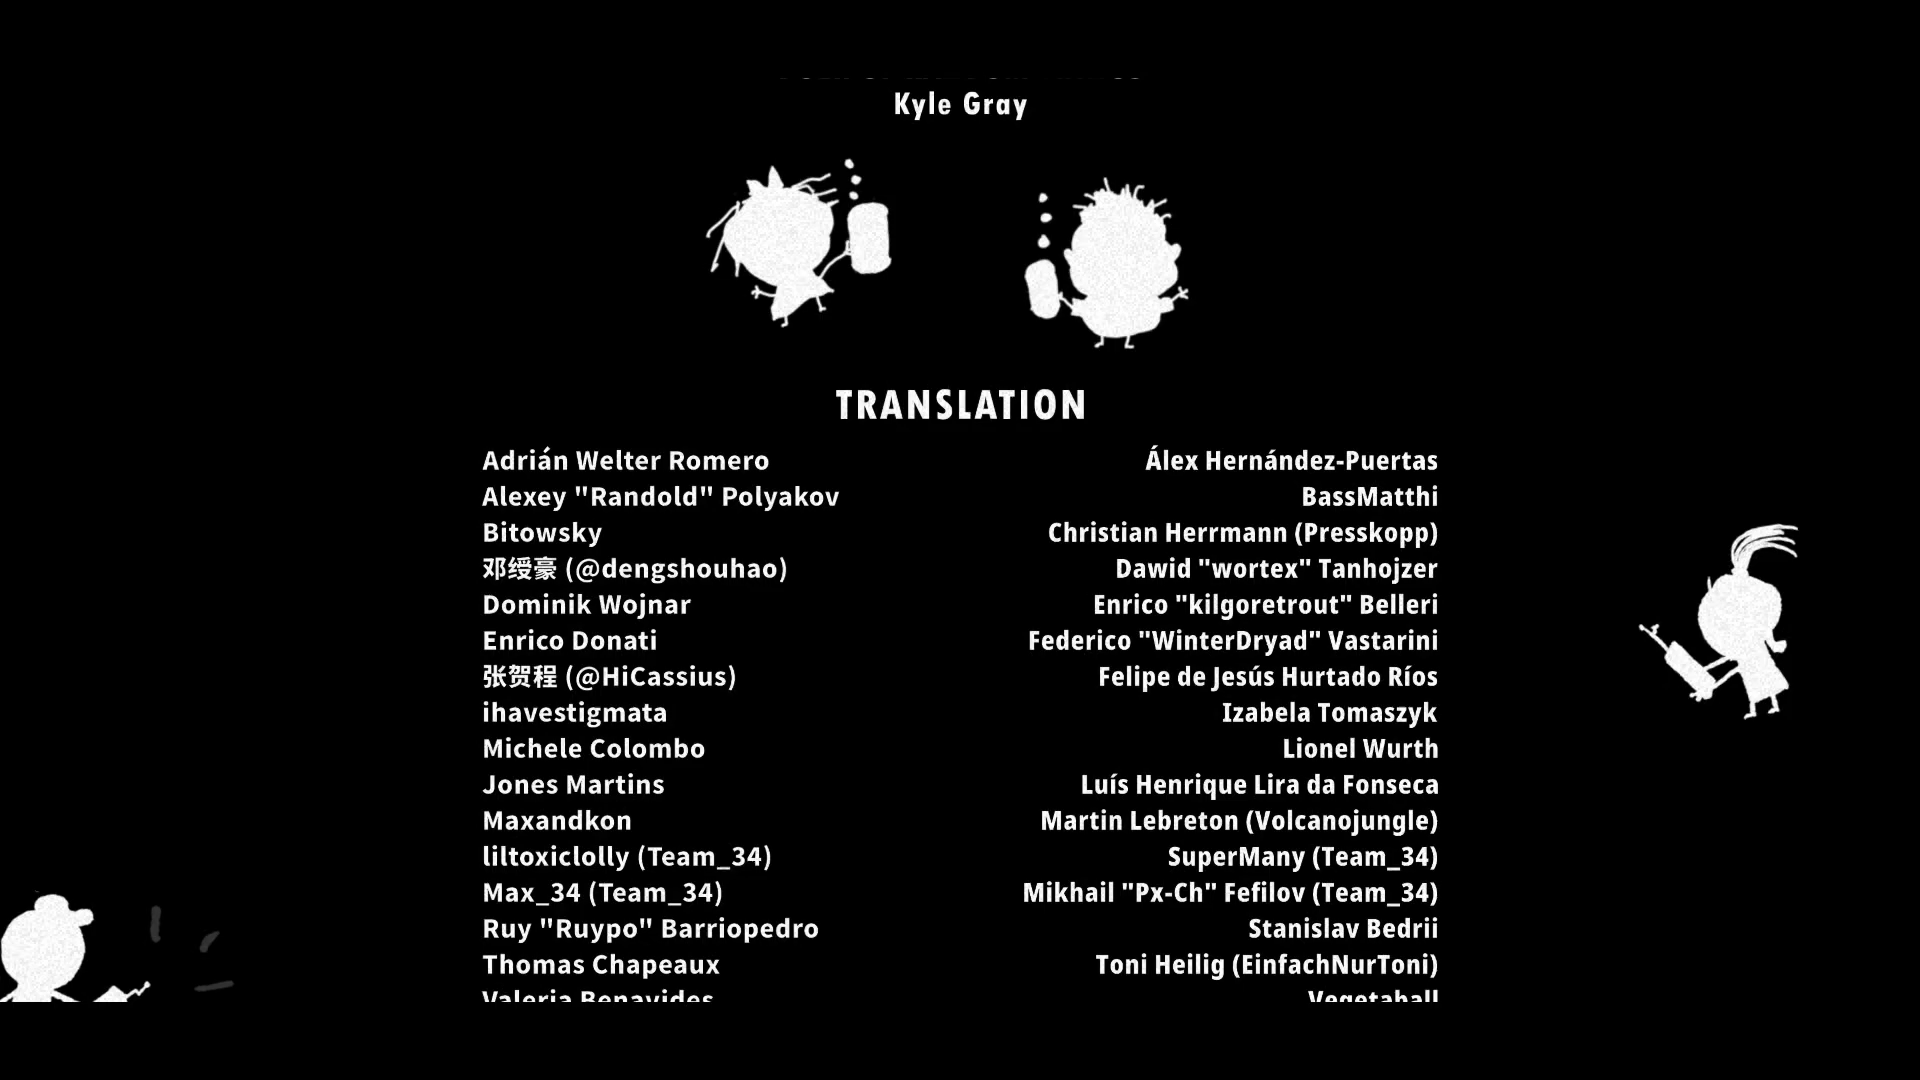 Kyle Gray
TRANSLATION
Adrián Welter Romero
Álex Hernández-Puertas
Alexey "Randold" Polyakov
BassMatthi
Bitowsky
Christian Herrmann (Presskopp)
邓绶豪 (@dengshouhao)
Dawid "wortex" Tanhojzer
Dominik Wojnar
Enrico "kilgoretrout" Belleri
Enrico Donati
Federico "WinterDryad" Vastarini
张贺程 (@HiCassius)
Felipe de Jesús Hurtado Ríos
ihavestigmata
Izabela Tomaszyk
Michele Colombo
Lionel Wurth
Jones Martins
Luís Henrique Lira da Fonseca
Maxandkon
Martin Lebreton (Volcanojungle)
liltoxiclolly (Team_34)
SuperMany (Team_34)
Max_34 (Team_34)
Mikhail "Px-Ch" Fefilov (Team_34)
Ruy "Ruypo" Barriopedro
Stanislav Bedrii
Thomas Chapeaux
Toni Heilig (EinfachNurToni)
Valeria Benavides
Vegetaball